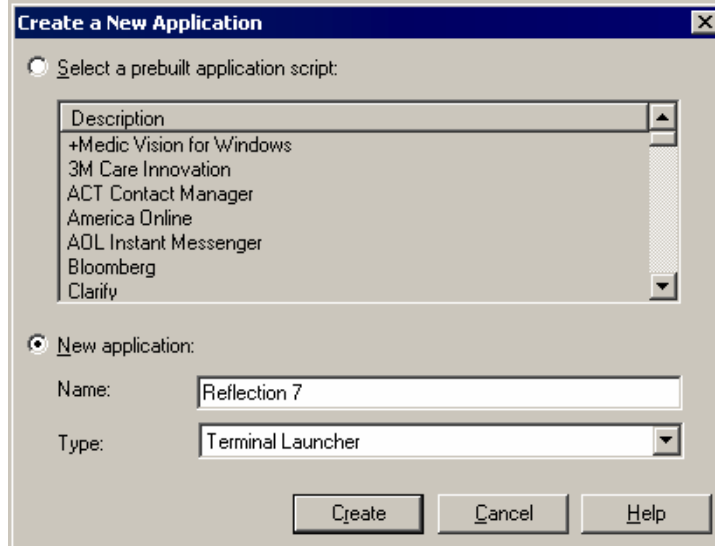 Create a New Application
Select a prebuilt application script:
Description
+Medic Vision for Windows
3M Care Innovation
ACT Contact Manager
America Online
AOL Instant Messenger
Bloomberg
Clarify
New application:
Name: Reflection 7
Type: Terminal Launcher
Create Cancel Help